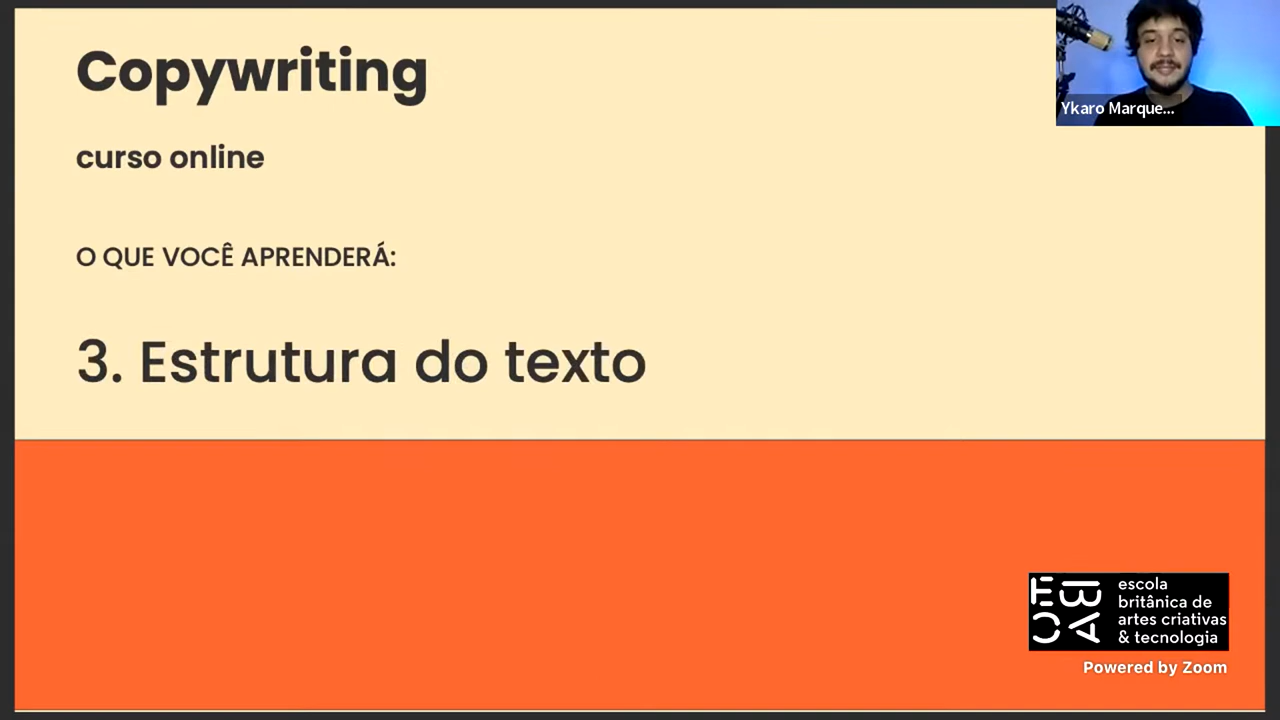 Copywriting
curso online
O QUE VOCÊ APRENDERÁ:
3. Estrutura do texto
Ykaro Marque...
EBAC
escola
britânica de
artes criativas
& tecnologia
Powered by Zoom